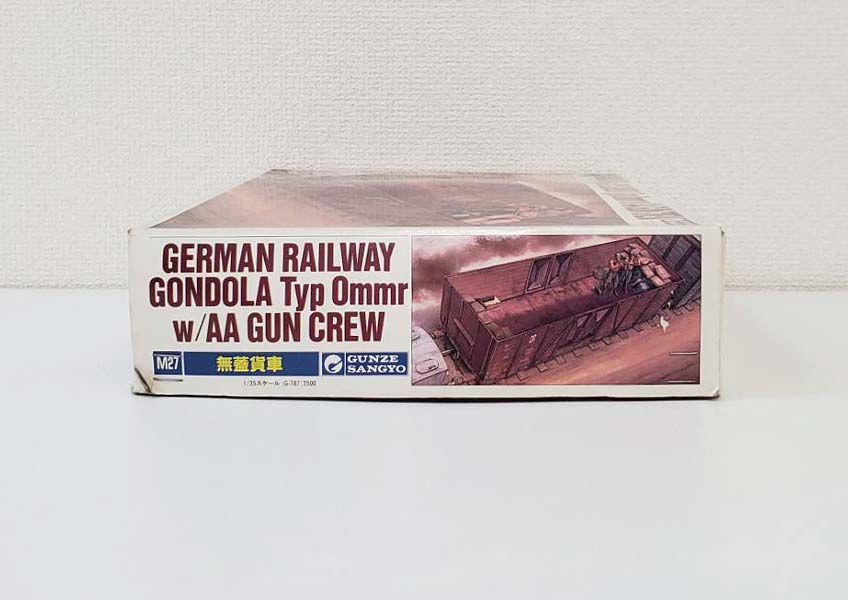 GERMAN RAILWAY
GONDOLA Typ Ommr
w/AA GUN CREW
M27
無蓋貨車
GUNZE
SANGYO
1/35スケール G-787:3500